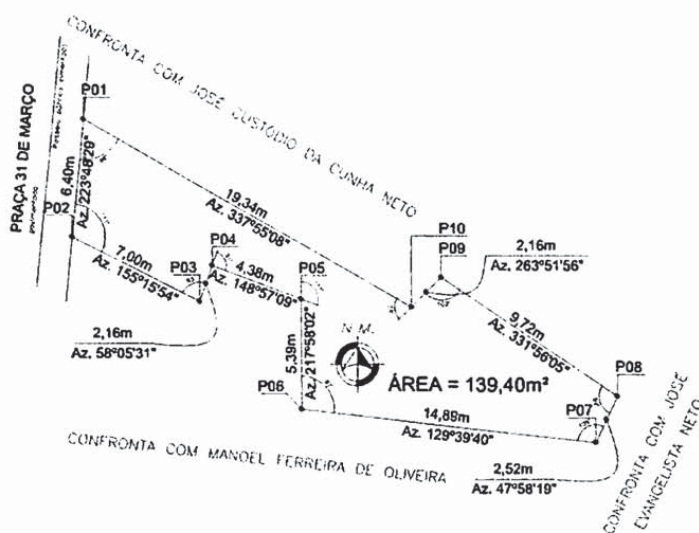 CONFRONTA COM JOSE CUSTÓDIO DA CUNHA NETO
PRAÇA 31 DE MARÇO
P01
6,40m
Az. 223°48'29"
P02
19,34m
Az. 337°55'08"
7,00m
Az. 155°15'54"
P03
P04
4,38m
Az. 148°57'09"
P05
P10
P09
2,16m
Az. 263°51'56"
2,16m
Az. 58°05'31"
5,39m
Az. 217°58'02"
N.M.
9,72m
Az. 331°56'05"
ÁREA = 139,40m²
P06
P08
P07
14,89m
Az. 129°39'40"
2,52m
Az. 47°58'19"
CONFRONTA COM MANOEL FERREIRA DE OLIVEIRA
CONFRONTA COM JOSE
EVANGELISTA NETO